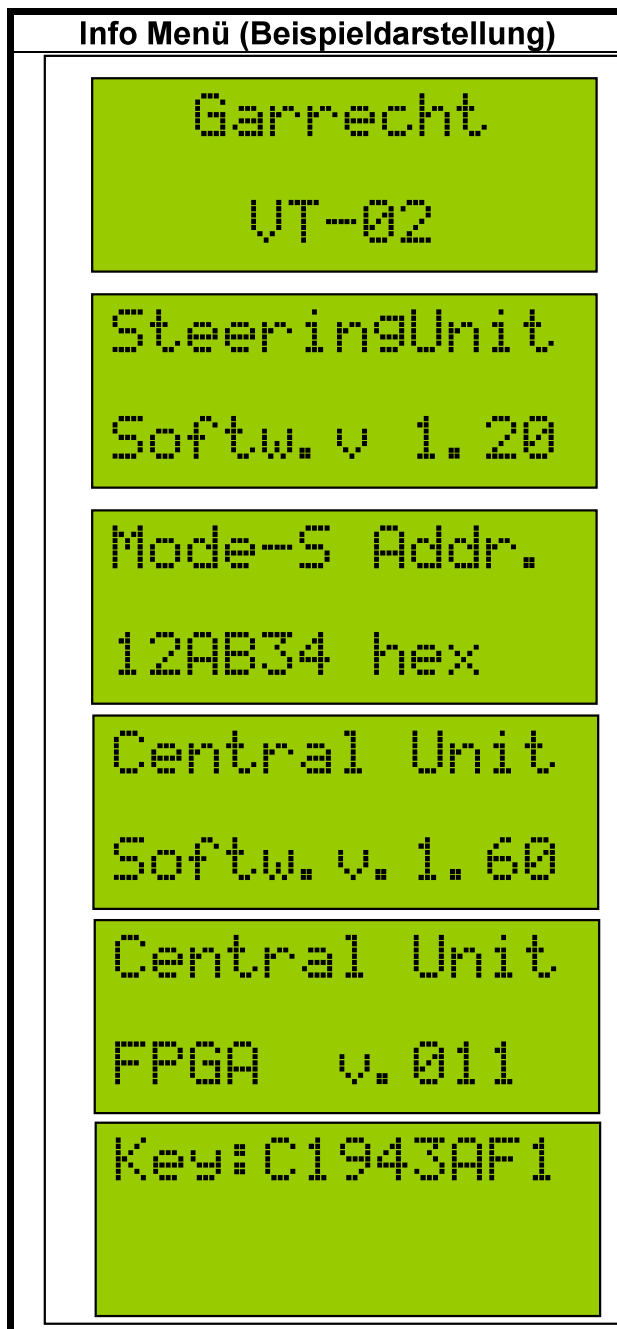 Info Menü (Beispieldarstellung)
Garrecht
VT-02
SteeringUnit
Softw.v 1.20
Mode-S Addr.
12AB34 hex
Central Unit
Softw.v.1.60
Central Unit
FPGA v.011
Key:C1943AF1